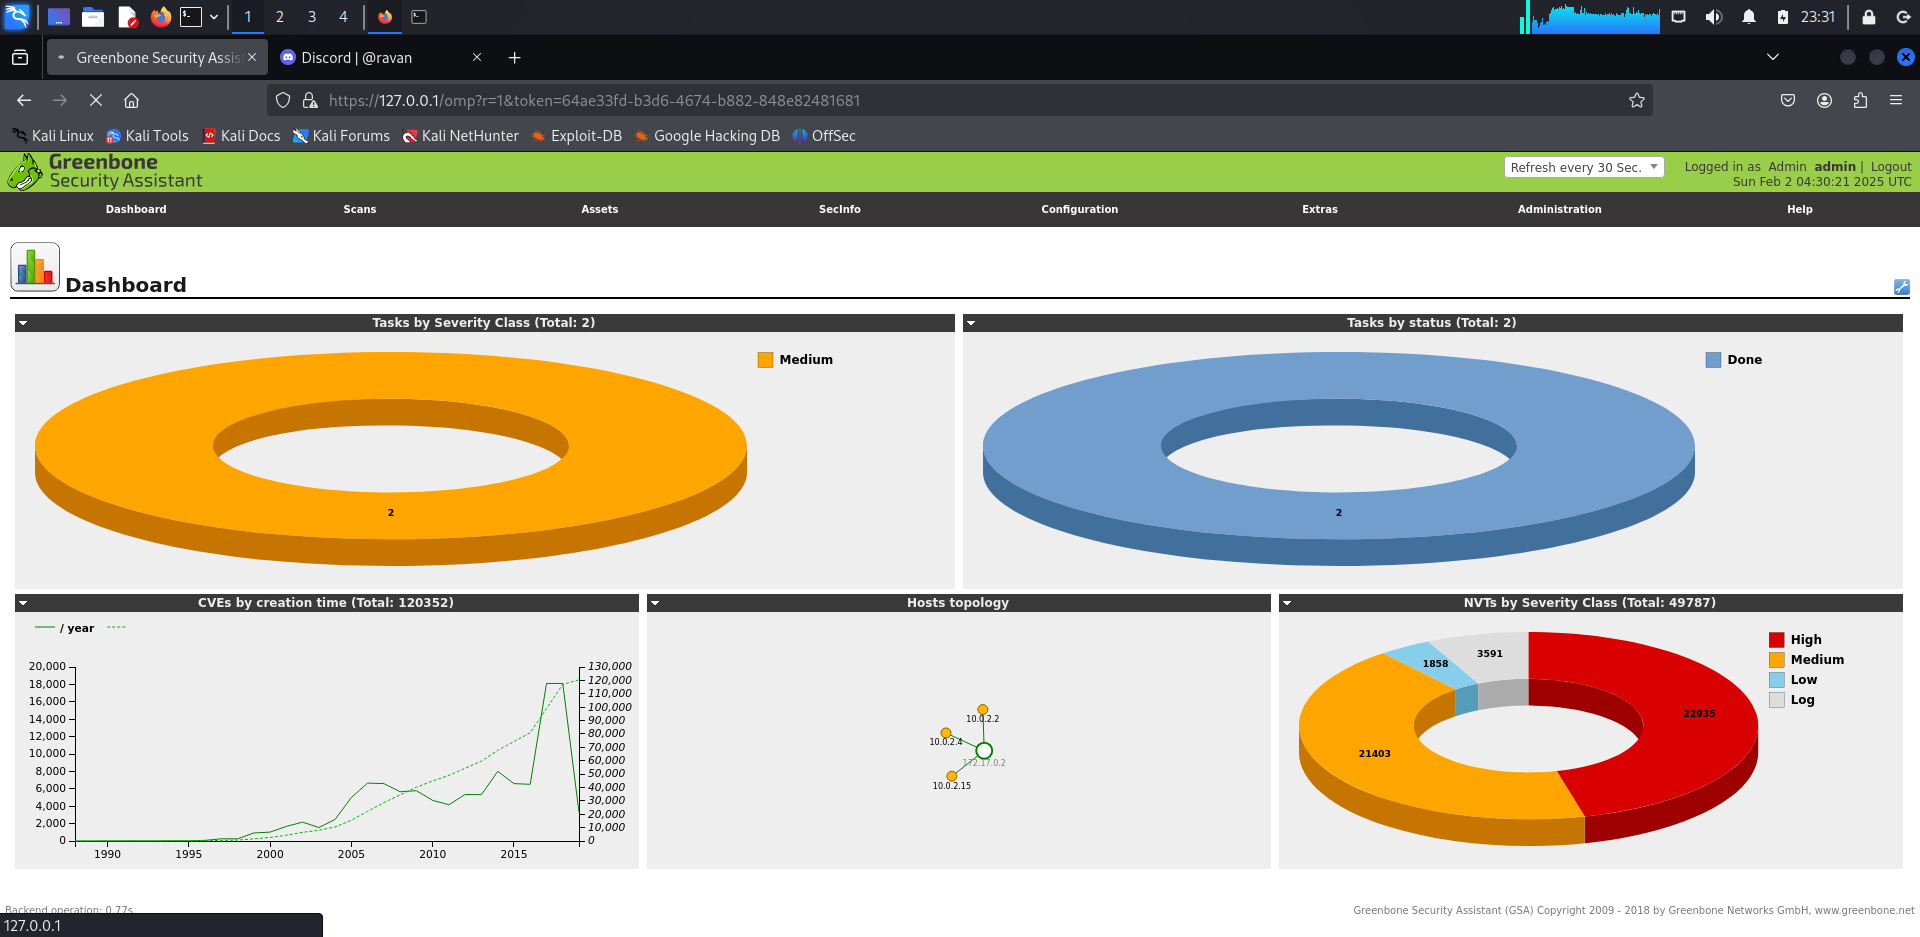 1 2 3 4 23:31
Greenbone Security Assis
Discord | @ravan
https://127.0.0.1/omp?r=1&token=64ae33fd-b3d6-4674-b882-848e82481681
Kali Linux Kali Tools Kali Docs Kali Forums Kali NetHunter Exploit-DB Google Hacking DB OffSec
Greenbone
Security Assistant
Refresh every 30 Sec.
Logged in as Admin admin | Logout
Sun Feb 2 04:30:21 2025 UTC
Dashboard Scans Assets SecInfo Configuration Extras Administration Help
Dashboard
Tasks by Severity Class (Total: 2)
Medium
2
Tasks by status (Total: 2)
Done
2
CVEs by creation time (Total: 120352)
/ year
20,000
18,000
16,000
14,000
12,000
10,000
8,000
6,000
4,000
2,000
0
130,000
120,000
110,000
100,000
90,000
80,000
70,000
60,000
50,000
40,000
30,000
20,000
10,000
0
1990 1995 2000 2005 2010 2015
Hosts topology
10.0.2.2
10.0.2.4
172.17.0.2
10.0.2.15
NVTs by Severity Class (Total: 49787)
High
Medium
Low
Log
3591
1858
22935
21403
Backend operation: 0.77s
Greenbone Security Assistant (GSA) Copyright 2009 - 2018 by Greenbone Networks GmbH, www.greenbone.net
127.0.0.1